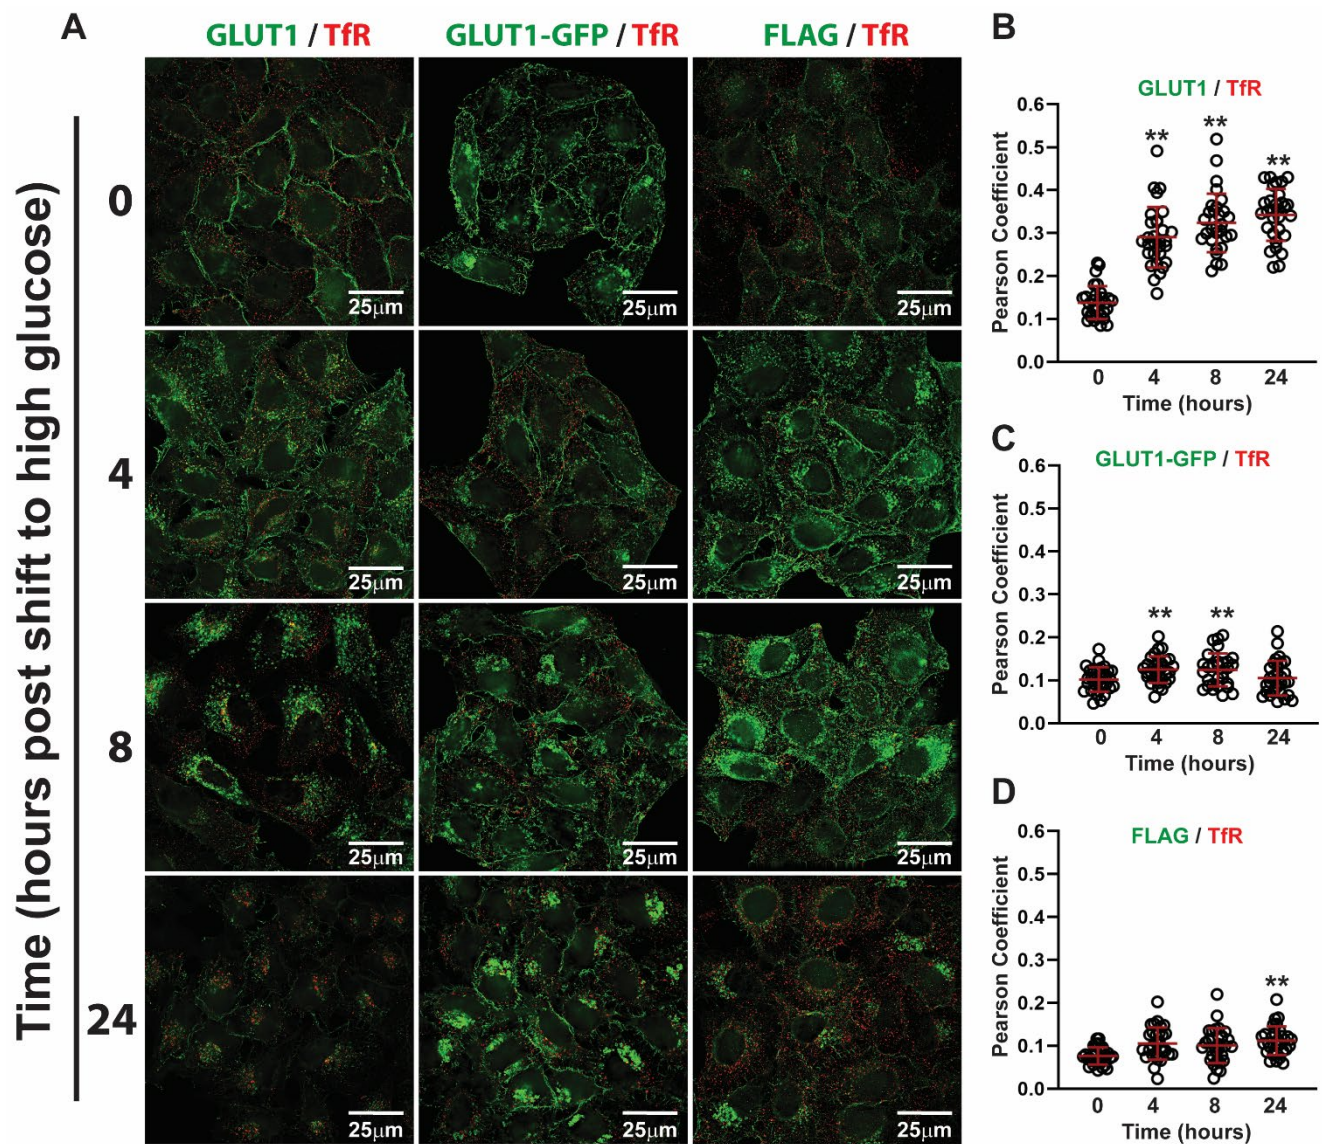 A
GLUT1 / TfR
GLUT1-GFP / TfR
FLAG / TfR
Time (hours post shift to high glucose)
0
25µm
25µm
25µm
4
25µm
25µm
25µm
8
25µm
25µm
25µm
24
25µm
25µm
25µm
B
GLUT1 / TfR
Pearson Coefficient
0.6
0.5
0.4
0.3
0.2
0.1
0.0
**
**
**
0 4 8 24
Time (hours)
C
GLUT1-GFP / TfR
Pearson Coefficient
0.6
0.5
0.4
0.3
0.2
0.1
0.0
**
**
0 4 8 24
Time (hours)
D
FLAG / TfR
Pearson Coefficient
0.6
0.5
0.4
0.3
0.2
0.1
0.0
**
0 4 8 24
Time (hours)